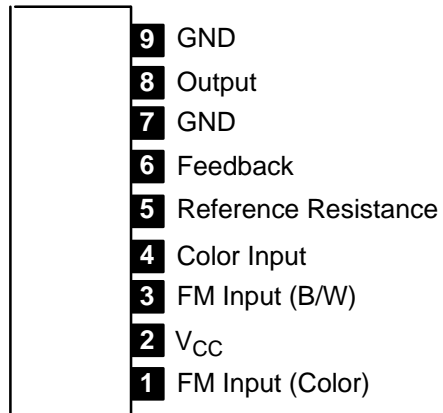 9 GND
8 Output
7 GND
6 Feedback
5 Reference Resistance
4 Color Input
3 FM Input (B/W)
2 VCC
1 FM Input (Color)